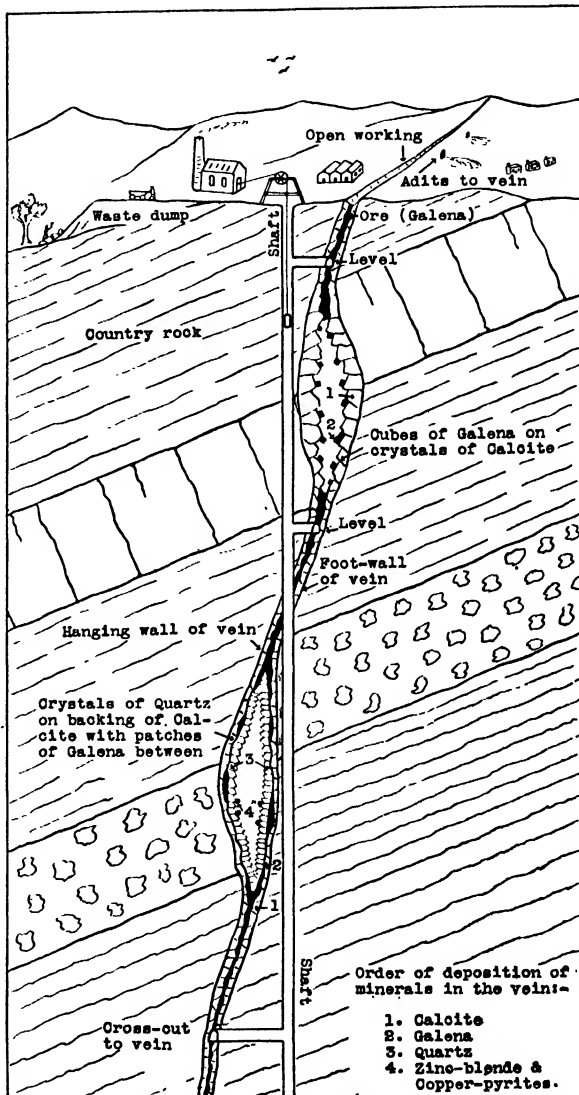 Open working
Adits to vein
Waste dump
Shaft
Ore (Galena)
Level
Country rock
1
2
Cubes of Galena on
crystals of Calcite
Level
Foot-wall
of vein
Hanging wall of vein
Crystals of Quartz
on backing of Cal-
cite with patches
of Galena between
3
4
2
1
Shaft
Cross-cut
to vein
Order of deposition of
minerals in the vein:-
1. Calcite
2. Galena
3. Quartz
4. Zinc-blende &
Copper-pyrites.